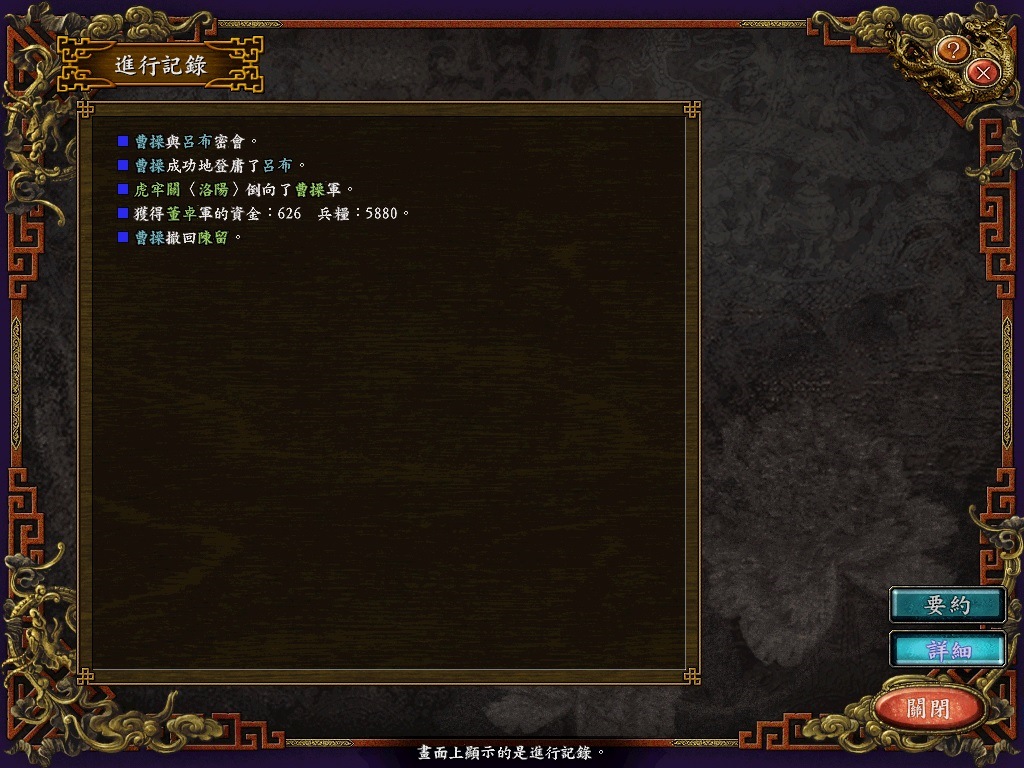 進行記錄
?
曹操與呂布密會。
曹操成功地登庸了呂布。
虎牢關〈洛陽〉倒向了曹操軍。
獲得董卓軍的資金：626　兵糧：5880。
曹操撤回陳留。
要約
詳細
關閉
畫面上顯示的是進行記錄。